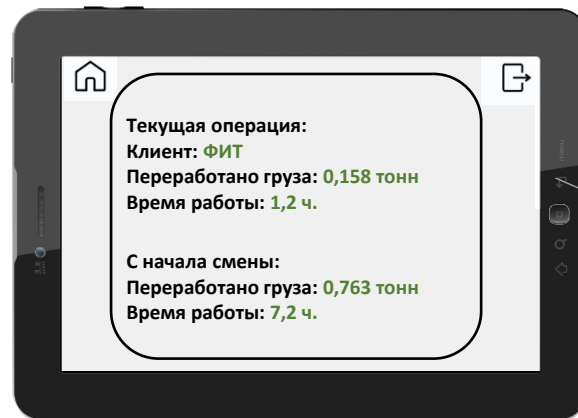 Текущая операция:
Клиент: ФИТ
Переработано груза: 0,158 тонн
Время работы: 1,2 ч.
С начала смены:
Переработано груза: 0,763 тонн
Время работы: 7,2 ч.